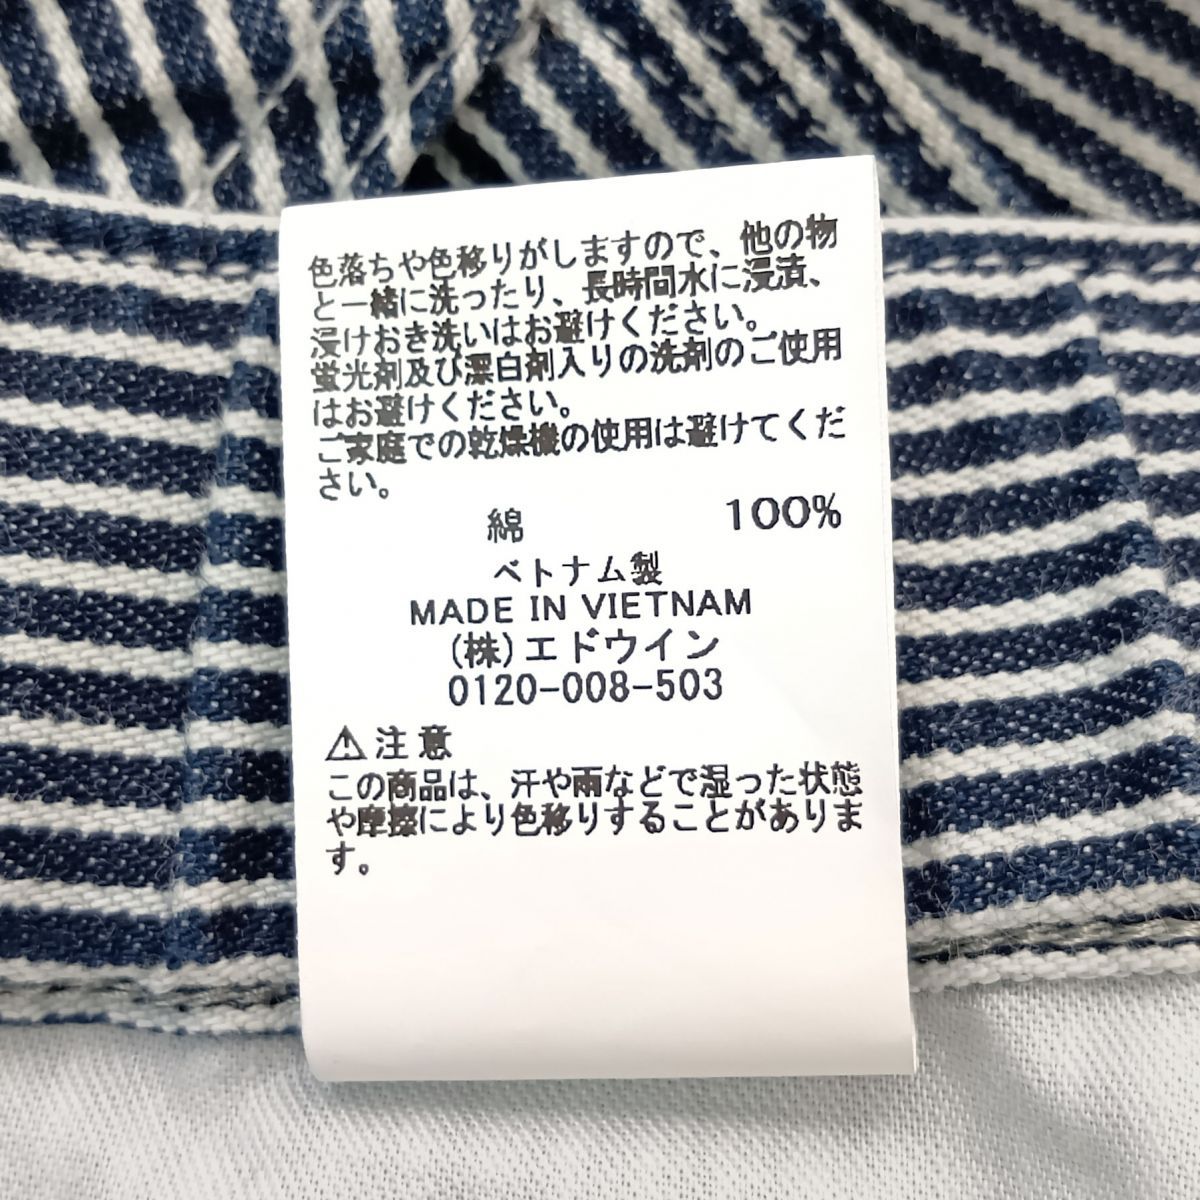 色落ちや色移りがしますので、他の物
と一緒に洗ったり、長時間水に浸漬、
浸けおき洗いはお避けください。
蛍光剤及び漂白剤入りの洗剤のご使用
はお避けください。
ご家庭での乾燥機の使用は避けてくだ
さい。
綿 100%
ベトナム製
MADE IN VIETNAM
(株)エドウイン
0120-008-503
⚠注意
この商品は、汗や雨などで湿った状態
や摩擦により色移りすることがありま
す。